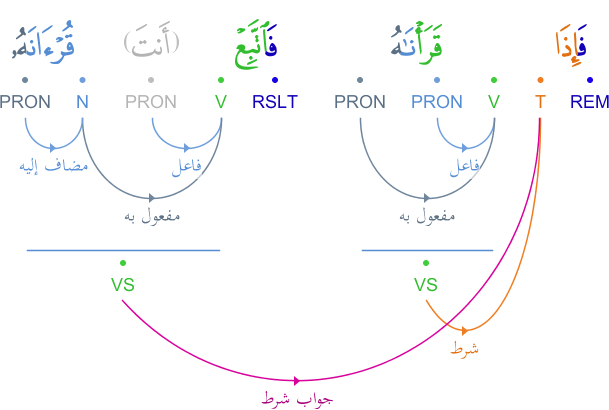 فَإِذَا قَرَأْنَـٰهُ فَٱتَّبِعْ (أَنتَ) قُرْءَانَهُۥ
PRON N PRON V RSLT PRON PRON V T REM
مضاف إليه فاعل فاعل
مفعول به مفعول به
VS VS
شرط
جواب شرط